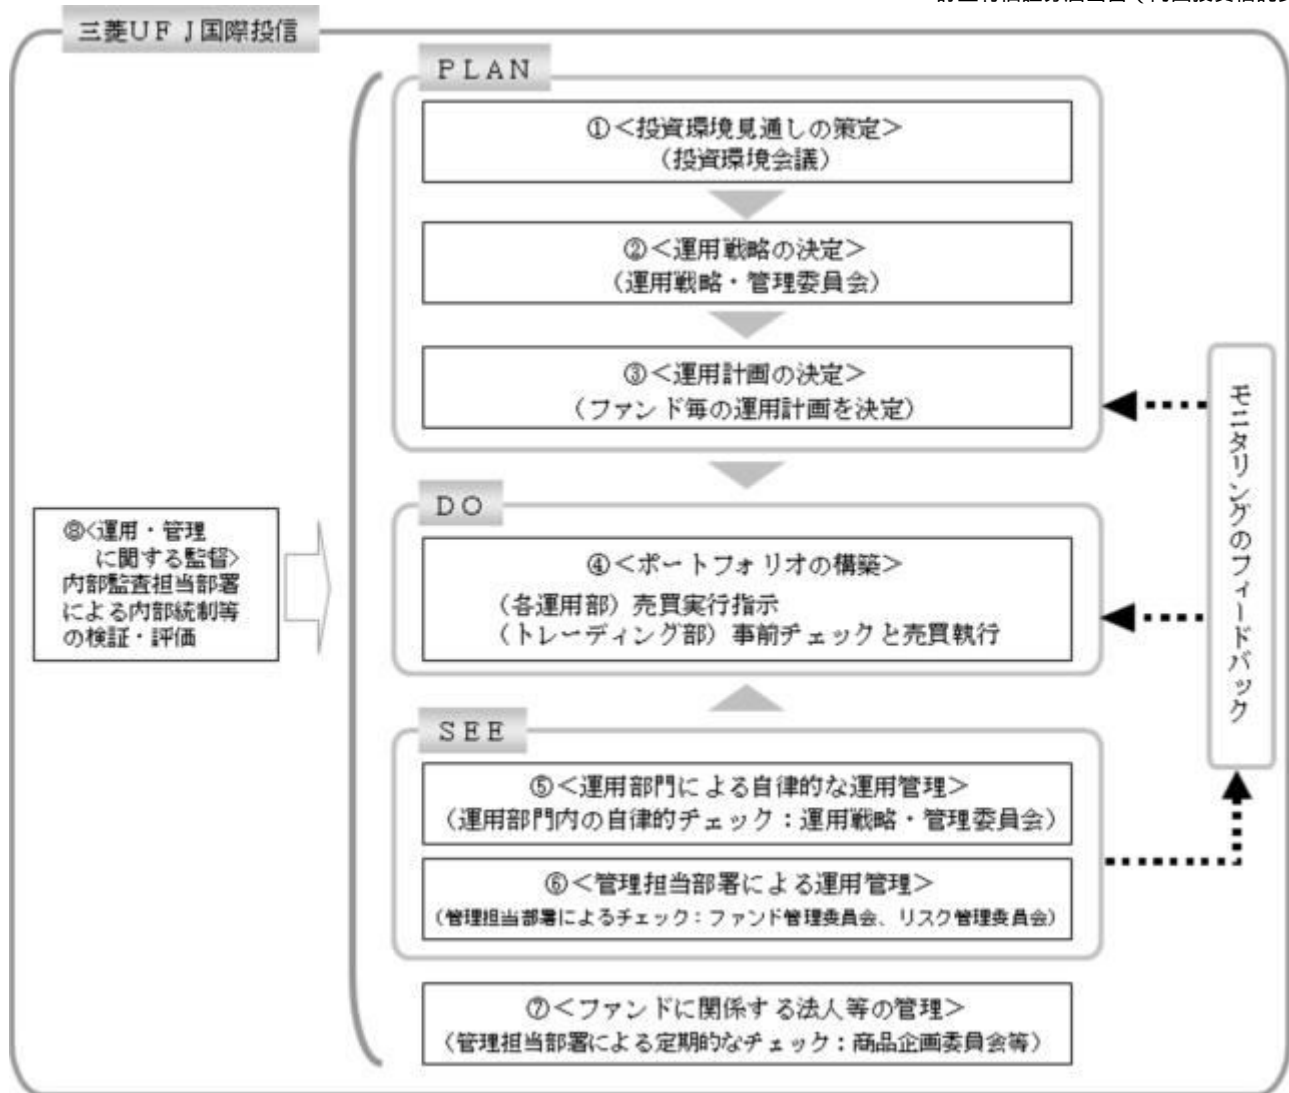 三菱ＵＦＪ国際投信
ＰＬＡＮ
①＜投資環境見通しの策定＞
（投資環境会議）
②＜運用戦略の決定＞
（運用戦略・管理委員会）
③＜運用計画の決定＞
（ファンド毎の運用計画を決定）
ＤＯ
④＜ポートフォリオの構築＞
（各運用部）売買実行指示
（トレーディング部）事前チェックと売買執行
ＳＥＥ
⑤＜運用部門による自律的な運用管理＞
（運用部門内の自律的チェック：運用戦略・管理委員会）
⑥＜管理担当部署による運用管理＞
（管理担当部署によるチェック：ファンド管理委員会、リスク管理委員会）
⑦＜ファンドに関係する法人等の管理＞
（管理担当部署による定期的なチェック：商品企画委員会等）
⑧＜運用・管理
に関する監督＞
内部監査担当部署
による内部統制等
の検証・評価
モニタリングのフィードバック